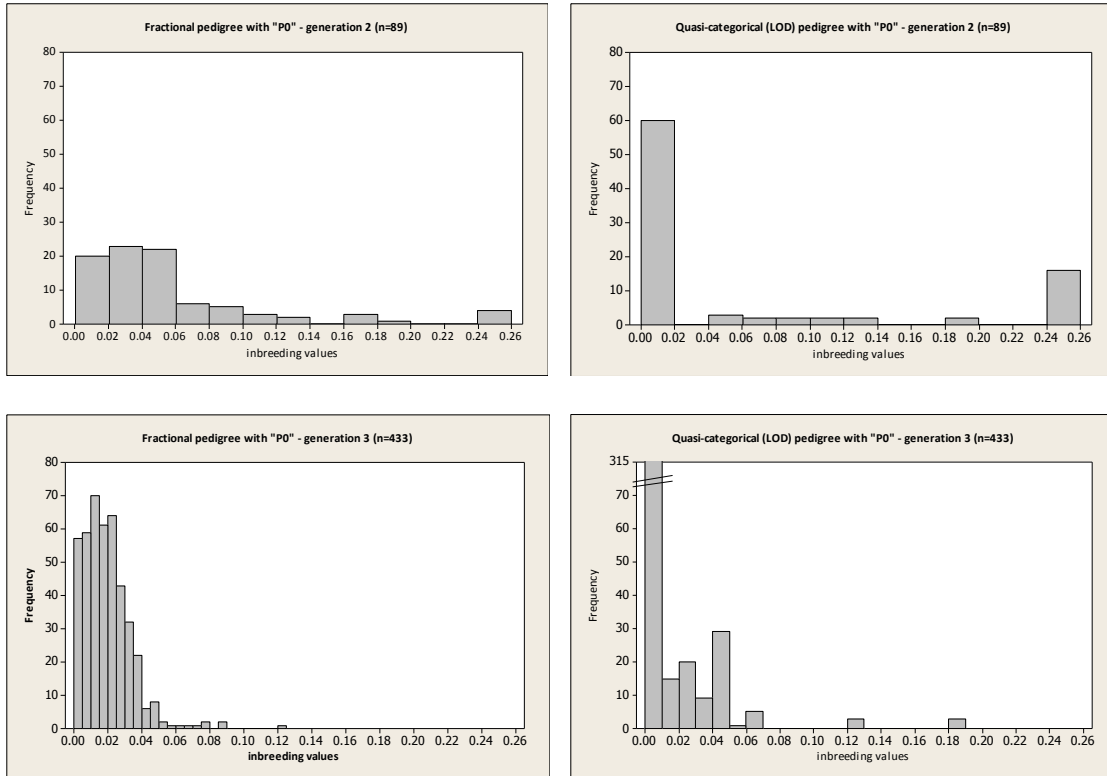 Fractional pedigree with "P0" - generation 2 (n=89)
80
70
60
50
40
30
20
10
0
Frequency
0.00 0.02 0.04 0.06 0.08 0.10 0.12 0.14 0.16 0.18 0.20 0.22 0.24 0.26
inbreeding values
Quasi-categorical (LOD) pedigree with "P0" - generation 2 (n=89)
80
70
60
50
40
30
20
10
0
Frequency
0.00 0.02 0.04 0.06 0.08 0.10 0.12 0.14 0.16 0.18 0.20 0.22 0.24 0.26
inbreeding values
Fractional pedigree with "P0" - generation 3 (n=433)
80
70
60
50
40
30
20
10
0
Frequency
0.00 0.02 0.04 0.06 0.08 0.10 0.12 0.14 0.16 0.18 0.20 0.22 0.24 0.26
inbreeding values
Quasi-categorical (LOD) pedigree with "P0" - generation 3 (n=433)
315
70
60
50
40
30
20
10
0
Frequency
0.00 0.02 0.04 0.06 0.08 0.10 0.12 0.14 0.16 0.18 0.20 0.22 0.24 0.26
inbreeding values